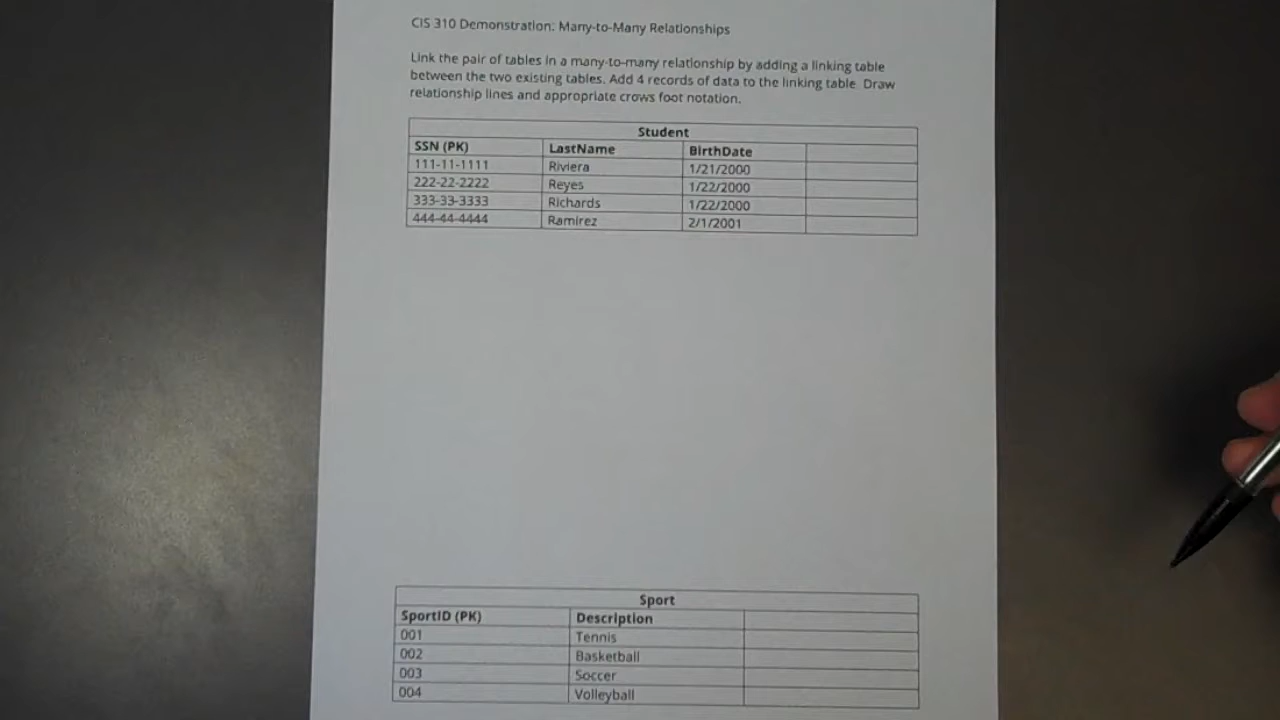 CIS 310 Demonstration: Many-to-Many Relationships
Link the pair of tables in a many-to-many relationship by adding a linking table
between the two existing tables. Add 4 records of data to the linking table. Draw
relationship lines and appropriate crows foot notation.
Student
SSN (PK) LastName BirthDate
111-11-1111 Riviera 1/21/2000
222-22-2222 Reyes 1/22/2000
333-33-3333 Richards 1/22/2000
444-44-4444 Ramirez 2/1/2001
Sport
SportID (PK) Description
001 Tennis
002 Basketball
003 Soccer
004 Volleyball